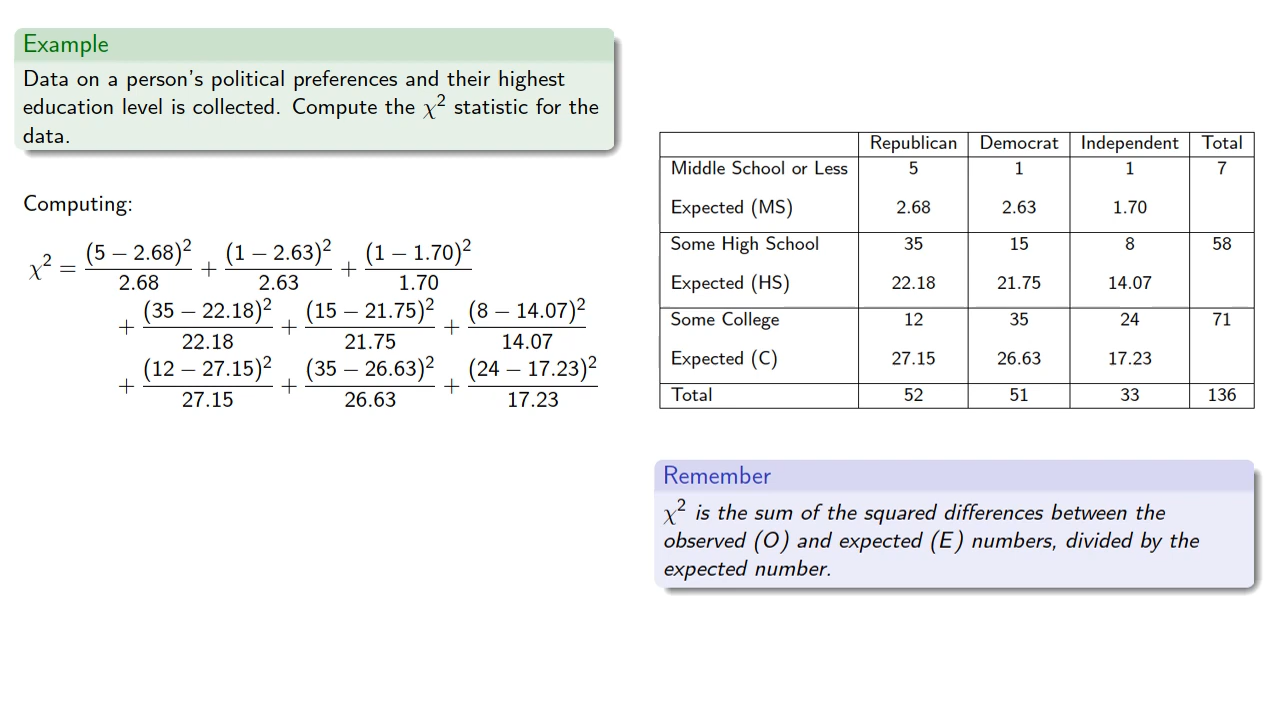 Example
Data on a person's political preferences and their highest
education level is collected. Compute the χ² statistic for the
data.
Computing:
χ² = (5 − 2.68)²/2.68 + (1 − 2.63)²/2.63 + (1 − 1.70)²/1.70
+ (35 − 22.18)²/22.18 + (15 − 21.75)²/21.75 + (8 − 14.07)²/14.07
+ (12 − 27.15)²/27.15 + (35 − 26.63)²/26.63 + (24 − 17.23)²/17.23
Republican Democrat Independent Total
Middle School or Less 5 1 1 7
Expected (MS) 2.68 2.63 1.70
Some High School 35 15 8 58
Expected (HS) 22.18 21.75 14.07
Some College 12 35 24 71
Expected (C) 27.15 26.63 17.23
Total 52 51 33 136
Remember
χ² is the sum of the squared differences between the
observed (O) and expected (E) numbers, divided by the
expected number.